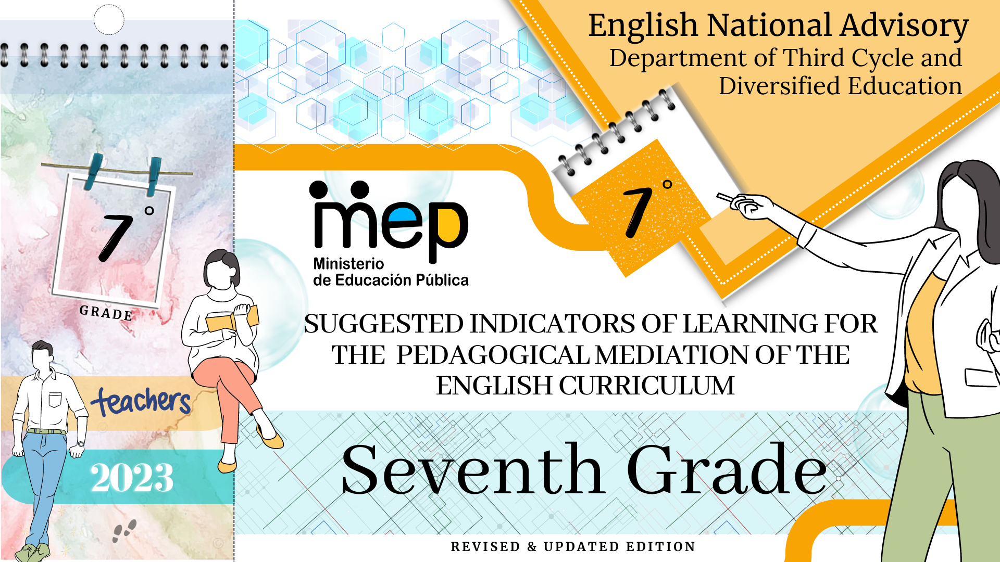 English National Advisory
Department of Third Cycle and
Diversified Education
7°
7°
GRADE
mep
Ministerio
de Educación Pública
SUGGESTED INDICATORS OF LEARNING FOR
THE PEDAGOGICAL MEDIATION OF THE
ENGLISH CURRICULUM
teachers
2023
Seventh Grade
REVISED & UPDATED EDITION